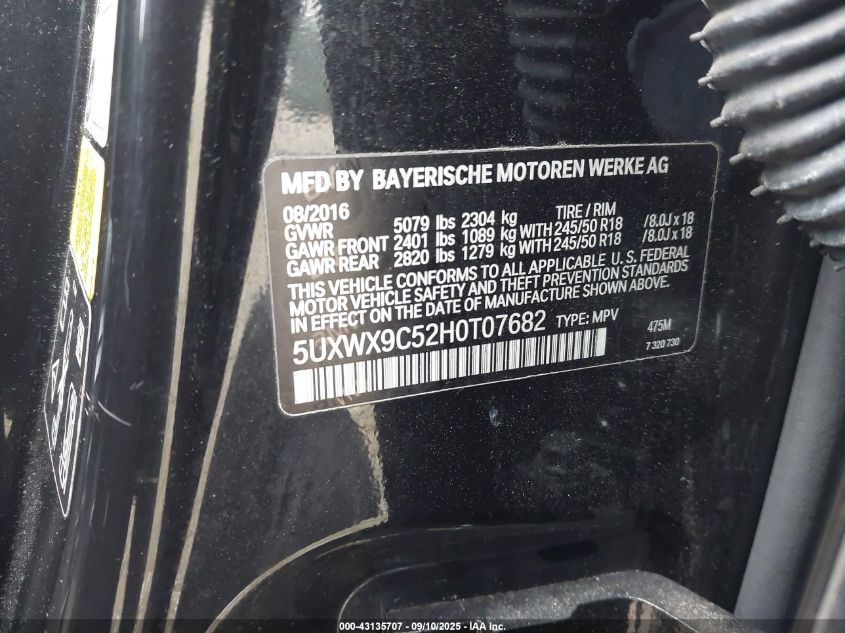 MFD BY BAYERISCHE MOTOREN WERKE AG
08/2016 TIRE / RIM
GVWR 5079 lbs 2304 kg
GAWR FRONT 2401 lbs 1089 kg WITH 245/50 R18 /8.0J x 18
GAWR REAR 2820 lbs 1279 kg WITH 245/50 R18 /8.0J x 18
THIS VEHICLE CONFORMS TO ALL APPLICABLE U.S. FEDERAL
MOTOR VEHICLE SAFETY AND THEFT PREVENTION STANDARDS
IN EFFECT ON THE DATE OF MANUFACTURE SHOWN ABOVE.
5UXWX9C52H0T07682 TYPE: MPV 475M
7 320 730
000-43135707 - 09/10/2025 - IAA Inc.